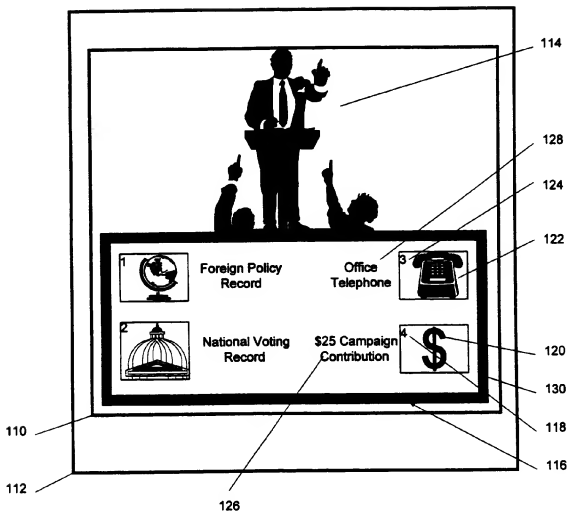 114
128
124
122
1
Foreign Policy
Record
Office
Telephone
3
2
National Voting
Record
$25 Campaign
Contribution
4
$
120
130
118
116
110
112
126